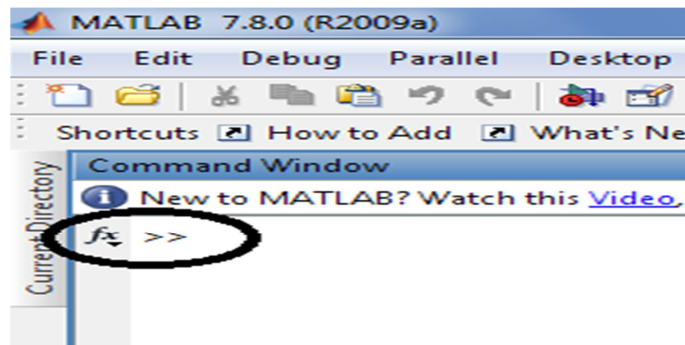 MATLAB 7.8.0 (R2009a)
File Edit Debug Parallel Desktop
Shortcuts How to Add What's Ne
Current Directory
Command Window
New to MATLAB? Watch this Video,
fx >>